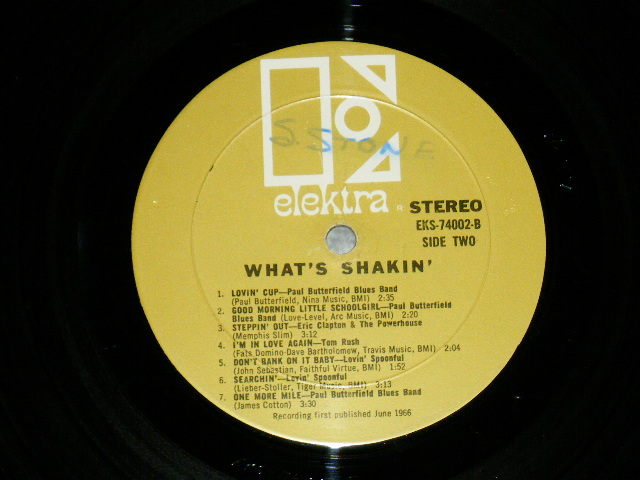 S. STONE
elektra ®
STEREO
EKS-74002-B
SIDE TWO
WHAT'S SHAKIN'
1. LOVIN' CUP—Paul Butterfield Blues Band
(Paul Butterfield, Nina Music, BMI) 2:35
2. GOOD MORNING LITTLE SCHOOLGIRL—Paul Butterfield
Blues Band (Love-Level, Arc Music, BMI) 2:20
3. STEPPIN' OUT—Eric Clapton & The Powerhouse
(Memphis Slim) 3:12
4. I'M IN LOVE AGAIN—Tom Rush
(Fats Domino-Dave Bartholomew, Travis Music, BMI) 2:04
5. DON'T BANK ON IT BABY—Lovin' Spoonful
(John Sebastian, Faithful Virtue, BMI) 1:52
6. SEARCHIN'—Lovin' Spoonful
(Lieber-Stoller, Tiger Music, BMI) 3:13
7. ONE MORE MILE—Paul Butterfield Blues Band
(James Cotton) 3:30
Recording first published June 1966